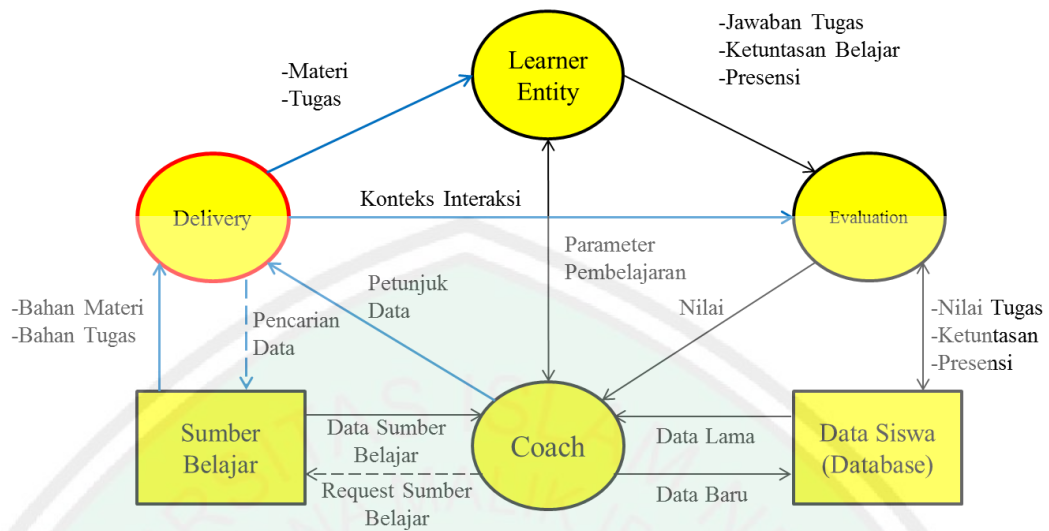 -Materi
-Tugas
Learner
Entity
-Jawaban Tugas
-Ketuntasan Belajar
-Presensi
Delivery
Konteks Interaksi
Evaluation
-Bahan Materi
-Bahan Tugas
Pencarian
Data
Petunjuk
Data
Parameter
Pembelajaran
Nilai
-Nilai Tugas
-Ketuntasan
-Presensi
Sumber
Belajar
Data Sumber
Belajar
Request Sumber
Belajar
Coach
Data Lama
Data Baru
Data Siswa
(Database)